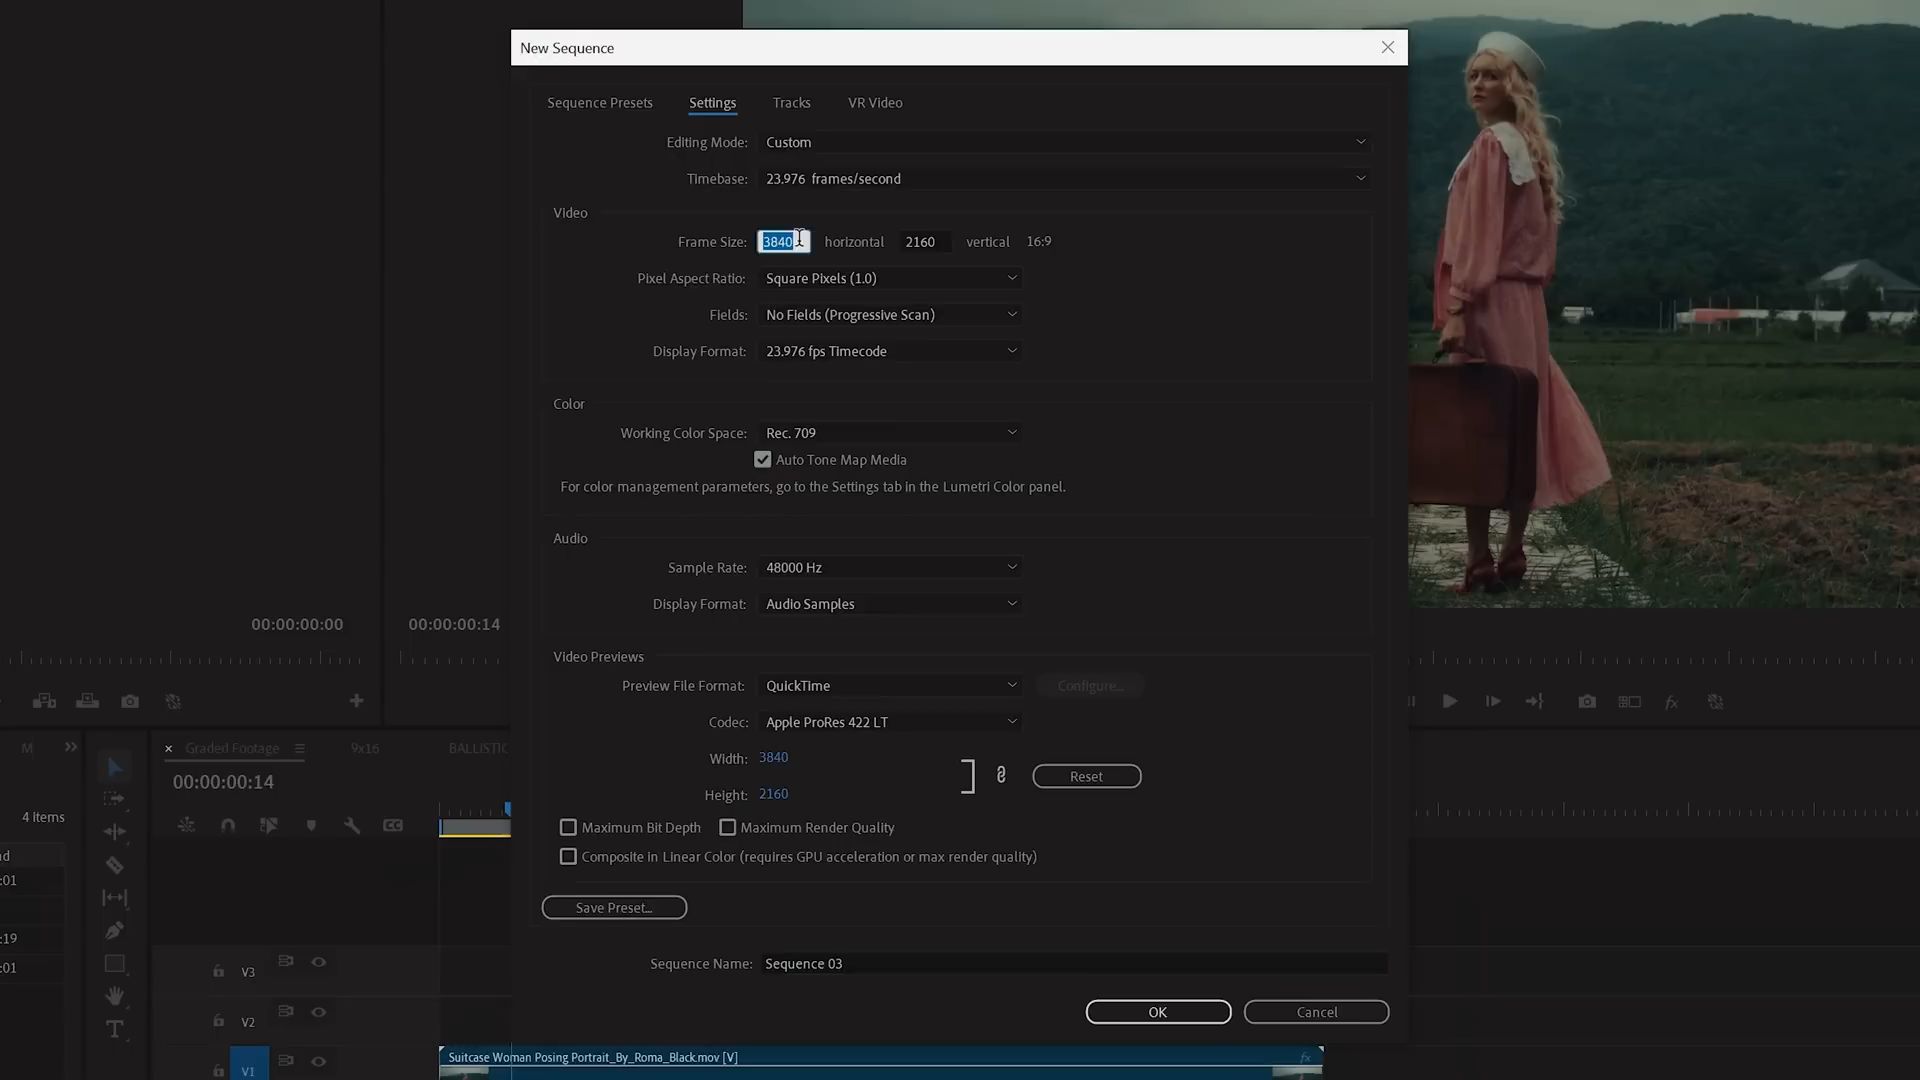 New Sequence
Sequence Presets Settings Tracks VR Video
Editing Mode: Custom
Timebase: 23.976 frames/second
Video
Frame Size: 3840 horizontal 2160 vertical 16:9
Pixel Aspect Ratio: Square Pixels (1.0)
Fields: No Fields (Progressive Scan)
Display Format: 23.976 fps Timecode
Color
Working Color Space: Rec. 709
Auto Tone Map Media
For color management parameters, go to the Settings tab in the Lumetri Color panel.
Audio
Sample Rate: 48000 Hz
Display Format: Audio Samples
00:00:00:00 00:00:00:14
Video Previews
Preview File Format: QuickTime Configure...
Codec: Apple ProRes 422 LT
Width: 3840
Height: 2160
Reset
Maximum Bit Depth Maximum Render Quality
Composite in Linear Color (requires GPU acceleration or max render quality)
Save Preset...
Sequence Name: Sequence 03
OK Cancel
M
Graded Footage 9x16 BALLISTIC
00:00:00:14
4 Items
d
:01
:19
:01
V3
V2
V1
Suitcase Woman Posing Portrait_By_Roma_Black.mov [V] fx